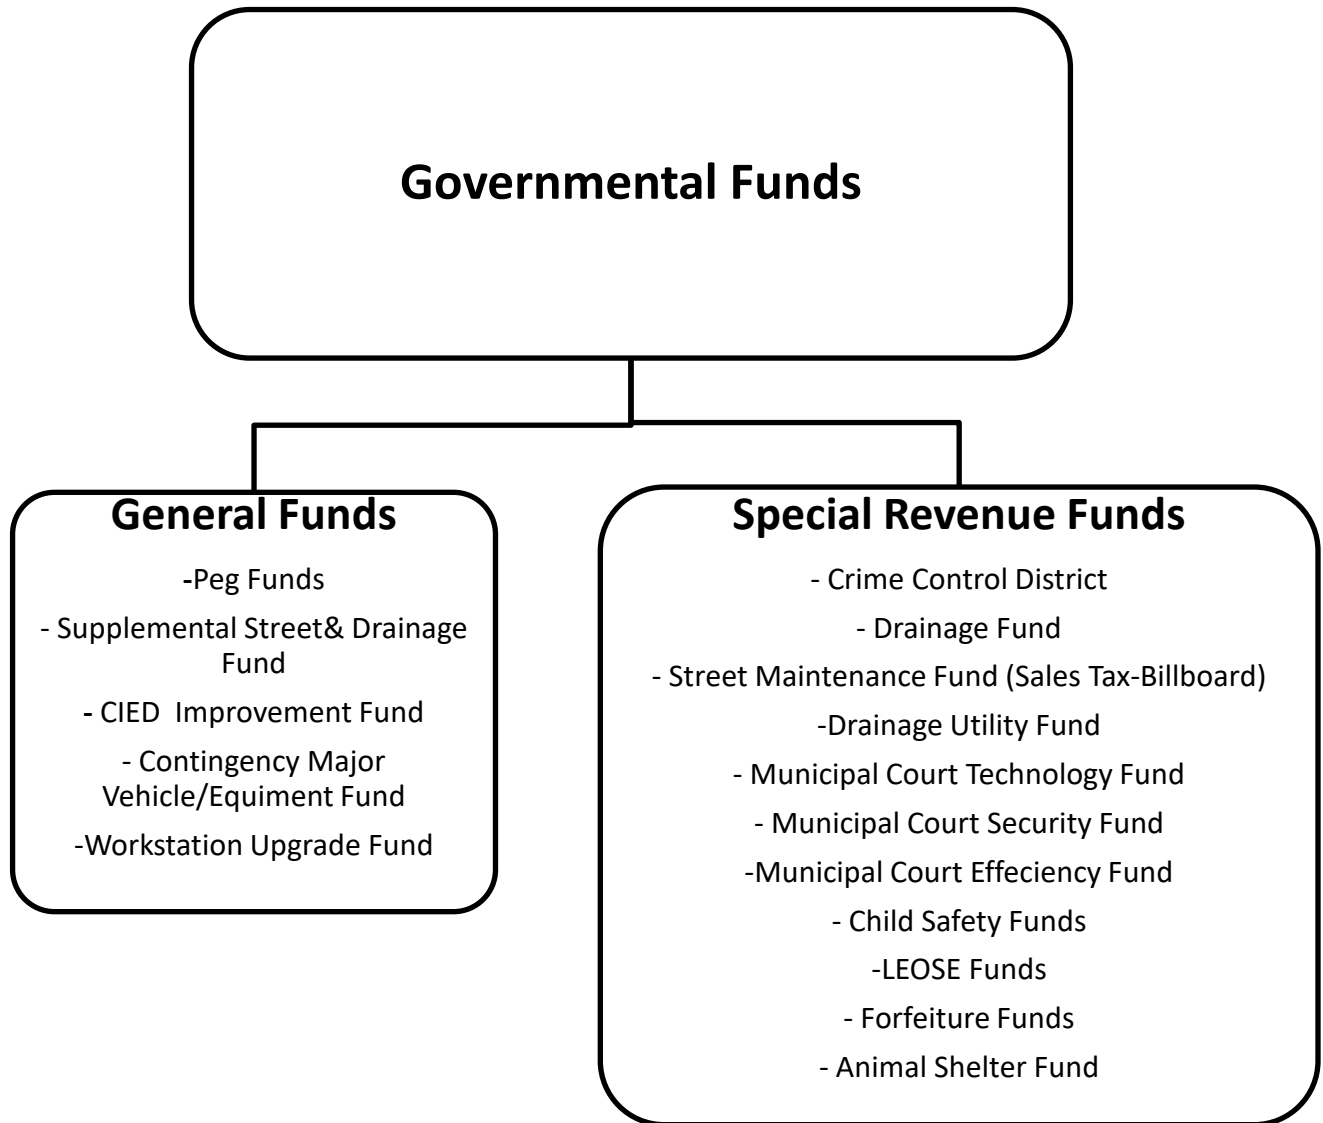 Governmental Funds
General Funds
-Peg Funds
- Supplemental Street& Drainage
Fund
- CIED  Improvement Fund
- Contingency Major
Vehicle/Equiment Fund
-Workstation Upgrade Fund
Special Revenue Funds
- Crime Control District
- Drainage Fund
- Street Maintenance Fund (Sales Tax-Billboard)
-Drainage Utility Fund
- Municipal Court Technology Fund
- Municipal Court Security Fund
-Municipal Court Effeciency Fund
- Child Safety Funds
-LEOSE Funds
- Forfeiture Funds
- Animal Shelter Fund